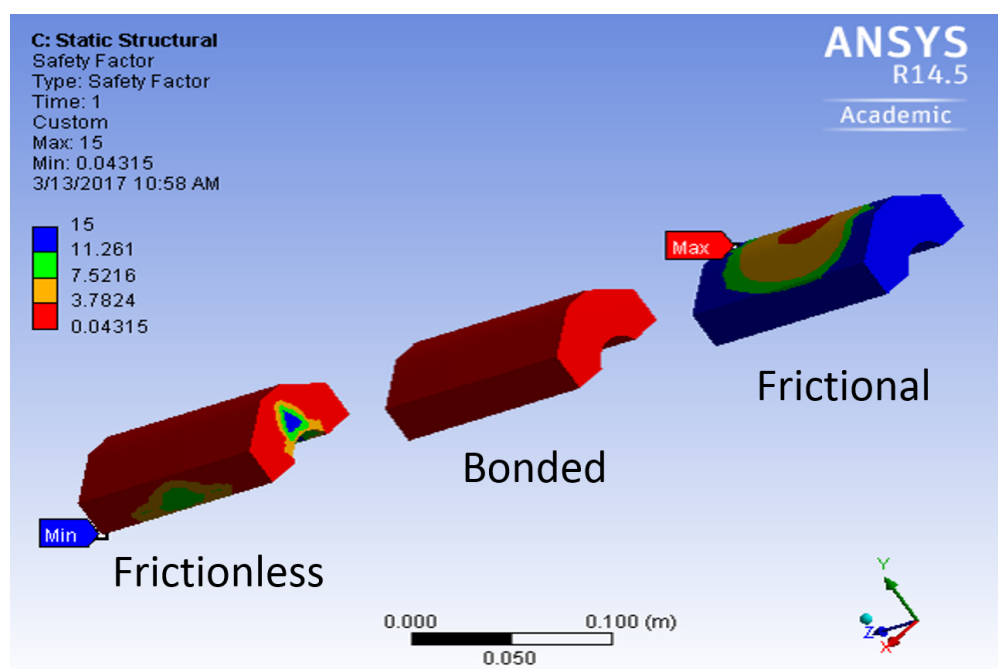 C: Static Structural
Safety Factor
Type: Safety Factor
Time: 1
Custom
Max: 15
Min: 0.04315
3/13/2017 10:58 AM
15
11.261
7.5216
3.7824
0.04315
ANSYS
R14.5
Academic
Max
Frictional
Bonded
Min
Frictionless
0.000 0.100 (m)
0.050
Y
Z
X